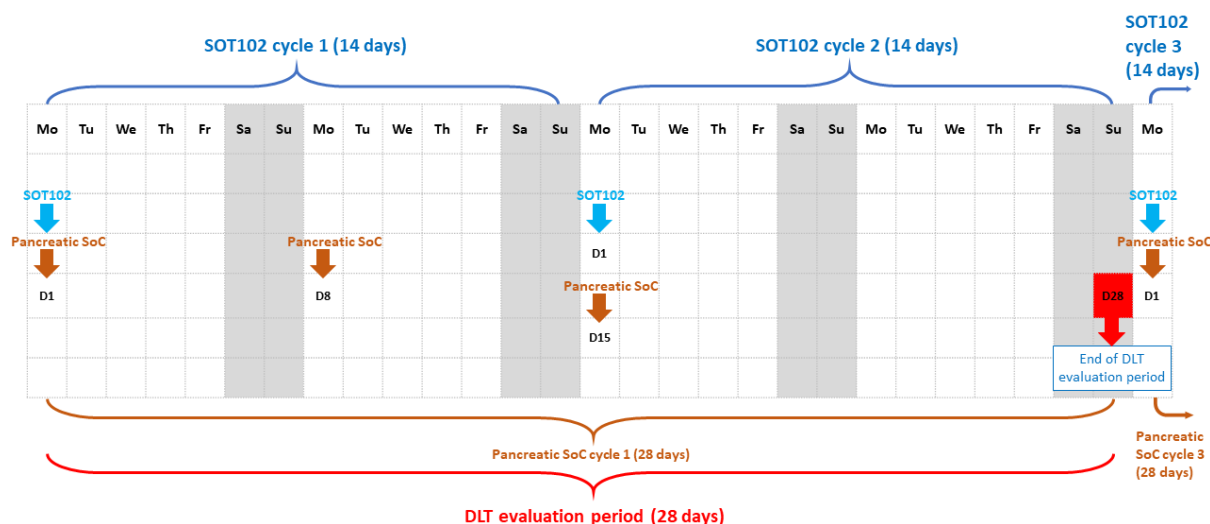 SOT102 cycle 1 (14 days)
SOT102 cycle 2 (14 days)
SOT102
cycle 3
(14 days)
Mo Tu We Th Fr Sa Su Mo Tu We Th Fr Sa Su Mo Tu We Th Fr Sa Su Mo Tu We Th Fr Sa Su Mo
SOT102 SOT102 SOT102
Pancreatic SoC Pancreatic SoC Pancreatic SoC
D1
Pancreatic SoC
D1 D8 D28 D1
D15
End of DLT
evaluation period
Pancreatic SoC cycle 1 (28 days)
Pancreatic
SoC cycle 3
(28 days)
DLT evaluation period (28 days)